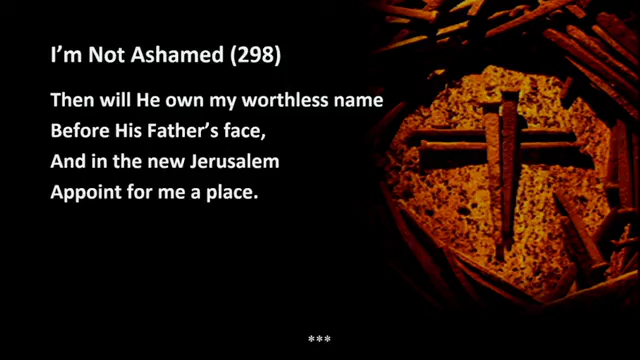 I'm Not Ashamed (298)
Then will He own my worthless name
Before His Father's face,
And in the new Jerusalem
Appoint for me a place.
***